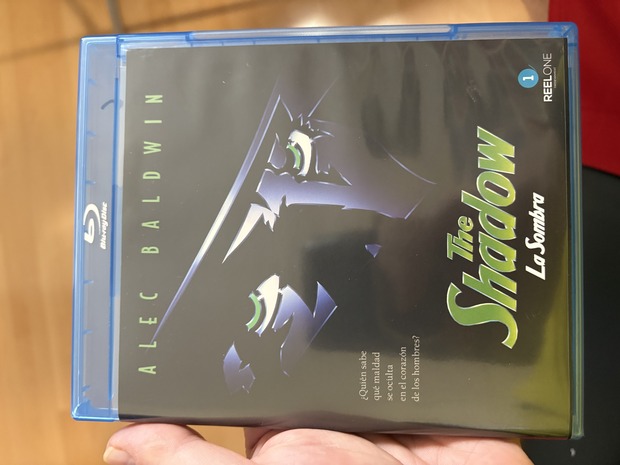 Blu-ray Disc
ALEC BALDWIN
¿Quién sabe
qué maldad
se oculta
en el corazón
de los hombres?
The
Shadow
La Sombra
1
REELONE